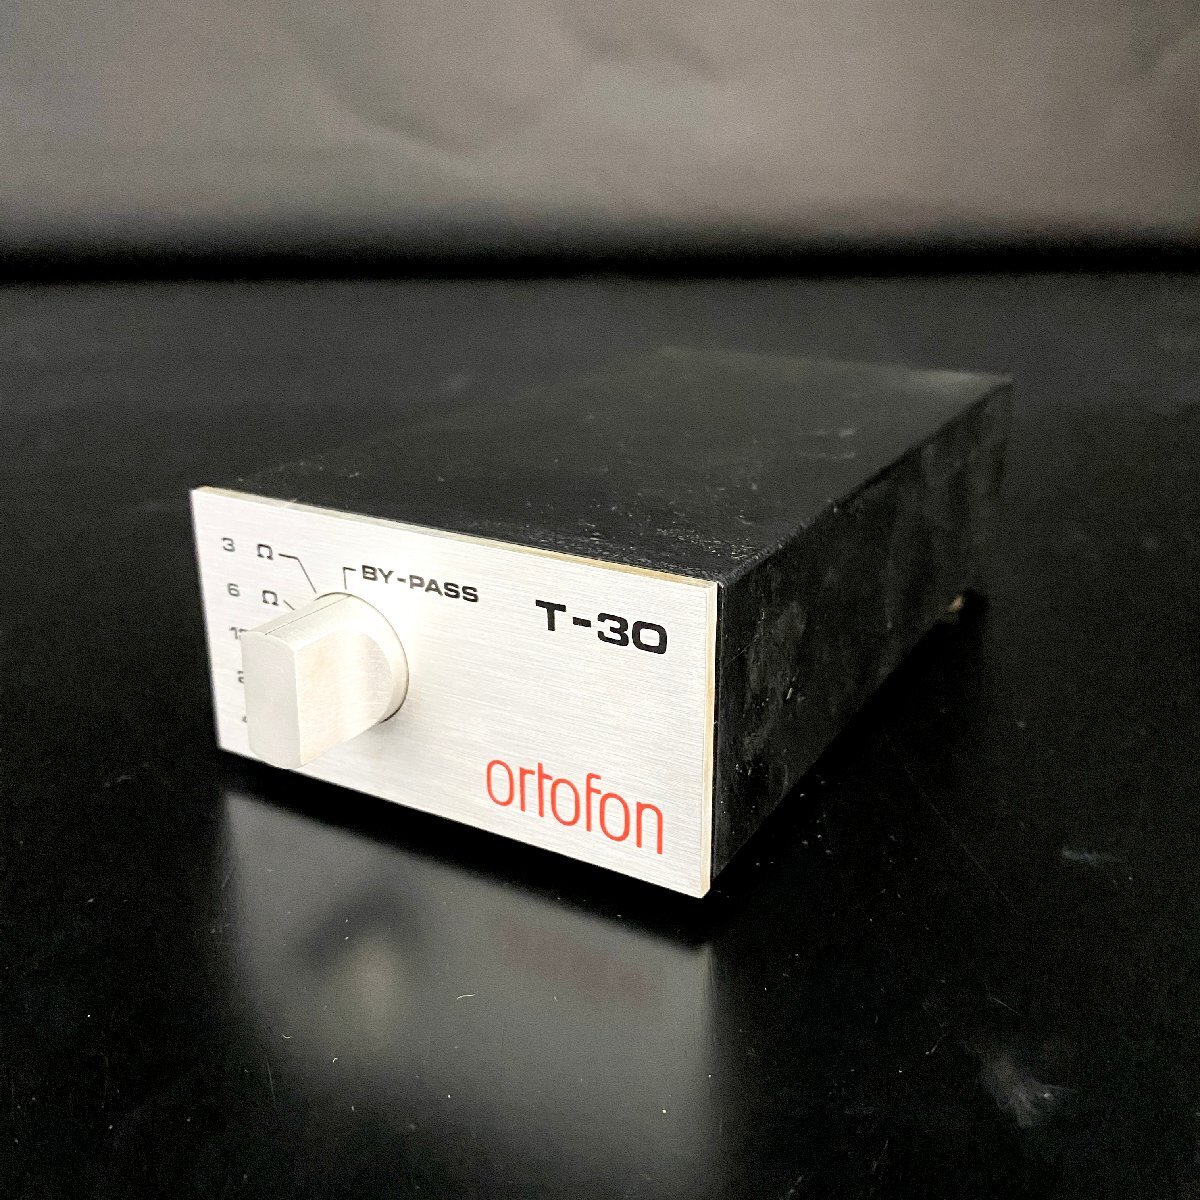 3 Ω
BY-PASS
6 Ω
T-30
ortofon